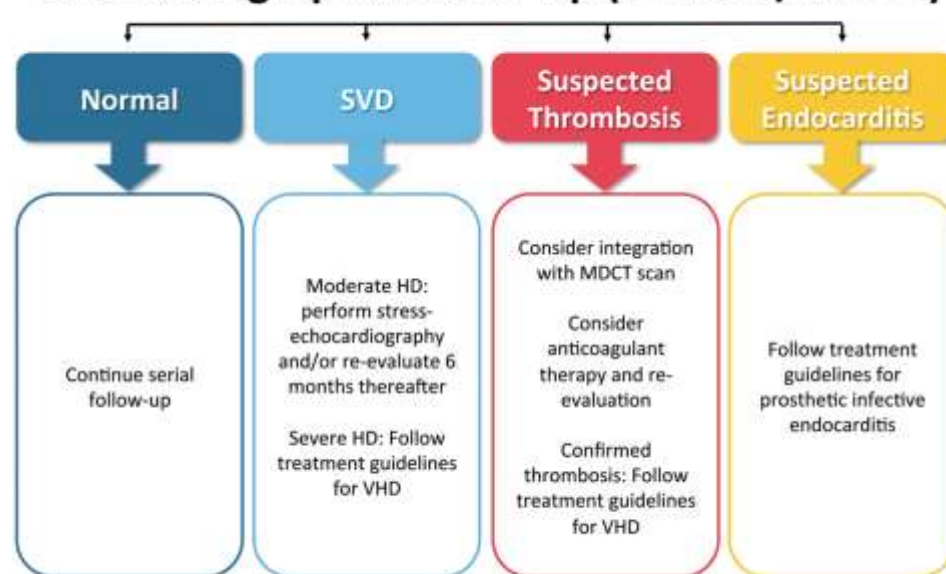 Normal
SVD
Suspected
Thrombosis
Suspected
Endocarditis
Continue serial
follow-up
Moderate HD:
perform stress-
echocardiography
and/or re-evaluate 6
months thereafter
Severe HD: Follow
treatment guidelines
for VHD
Consider integration
with MDCT scan
Consider
anticoagulant
therapy and re-
evaluation
Confirmed
thrombosis: Follow
treatment guidelines
for VHD
Follow treatment
guidelines for
prosthetic infective
endocarditis